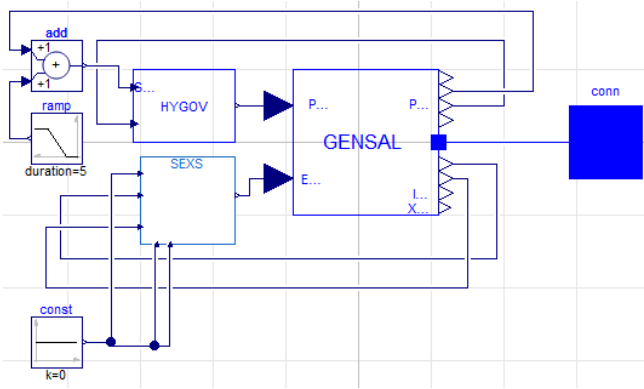 add
+1
+
+1
ramp
duration=5
S...
HYGOV
SEXS
P...
P...
GENSAL
E...
I...
X...
conn
const
k=0